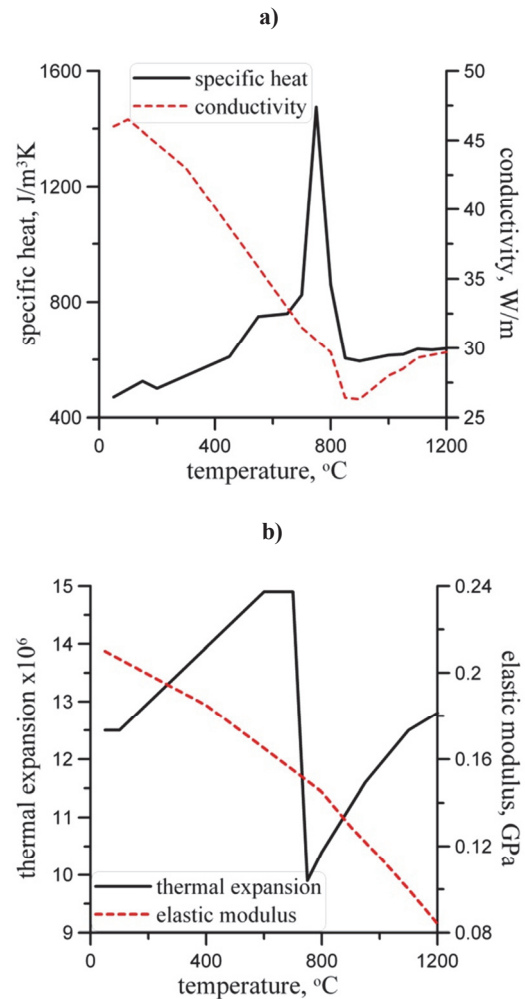 a)
1600
1200
800
400
specific heat, J/m³K
specific heat
conductivity
50
45
40
35
30
25
conductivity, W/m
0
400
800
1200
temperature, °C
b)
15
14
13
12
11
10
9
thermal expansion x10⁶
thermal expansion
elastic modulus
0.24
0.2
0.16
0.12
0.08
elastic modulus, GPa
0
400
800
1200
temperature, °C